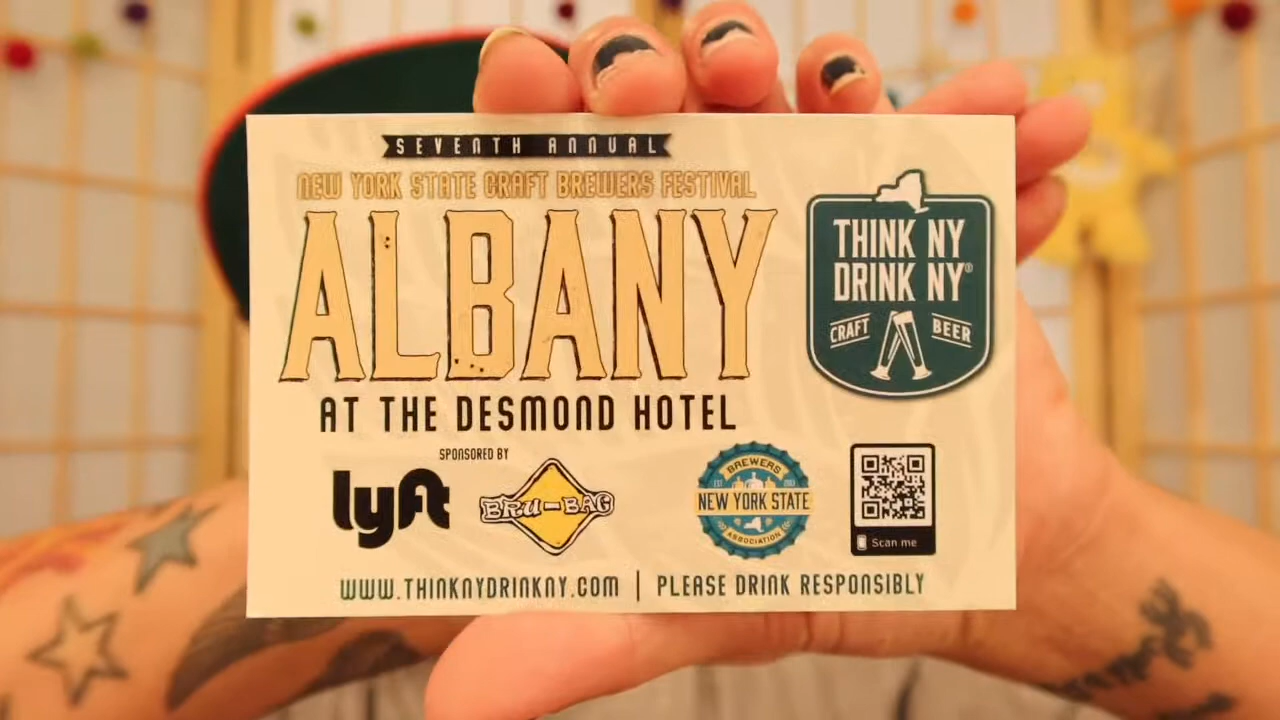 SEVENTH ANNUAL
NEW YORK STATE CRAFT BREWERS FESTIVAL
ALBANY
AT THE DESMOND HOTEL
THINK NY
DRINK NY®
CRAFT BEER
SPONSORED BY
lyft
BRU-BAG
BREWERS
NEW YORK STATE
ASSOCIATION
Scan me
WWW.THINKNYDRINKNY.COM | PLEASE DRINK RESPONSIBLY